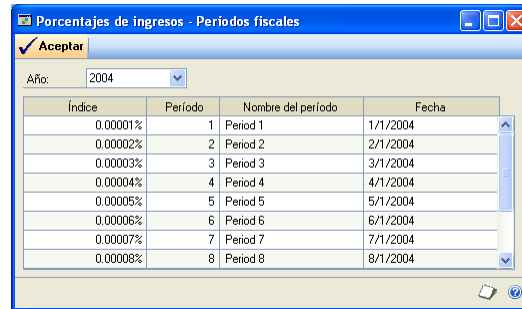 Porcentajes de ingresos - Períodos fiscales
Aceptar
Año: 2004
Índice Período Nombre del período Fecha
0.00001% 1 Period 1 1/1/2004
0.00002% 2 Period 2 2/1/2004
0.00003% 3 Period 3 3/1/2004
0.00004% 4 Period 4 4/1/2004
0.00005% 5 Period 5 5/1/2004
0.00006% 6 Period 6 6/1/2004
0.00007% 7 Period 7 7/1/2004
0.00008% 8 Period 8 8/1/2004